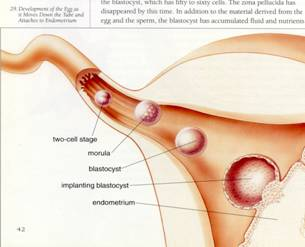 29. Development of the Egg as
it Moves Down the Tube and
Attaches to Endometrium
the blastocyst, which has fifty to sixty cells. The zona pellucida has
disappeared by this time. In addition to the material derived from the
egg and the sperm, the blastocyst has accumulated fluid and nutrients
two-cell stage
morula
blastocyst
implanting blastocyst
endometrium
42